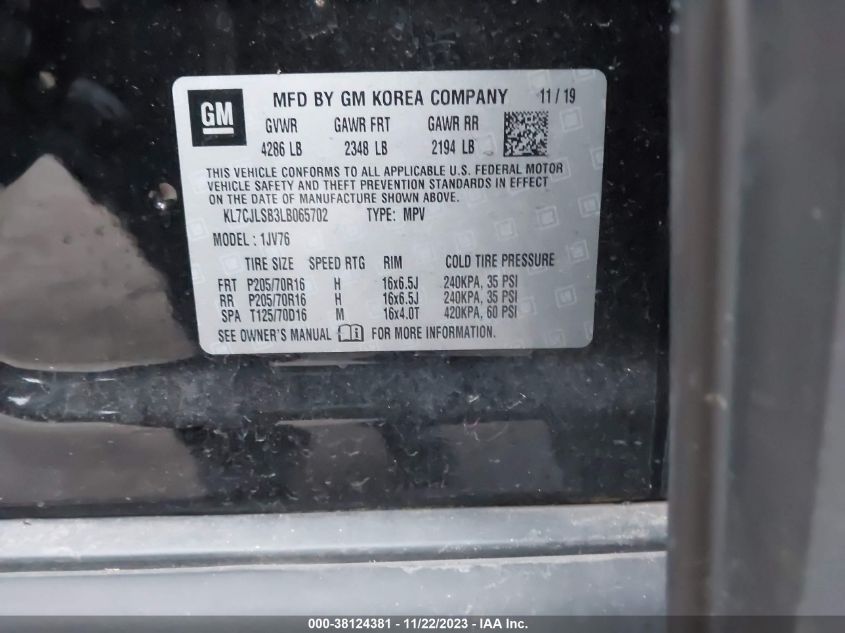 GM MFD BY GM KOREA COMPANY 11 / 19
GVWR GAWR FRT GAWR RR
4286 LB 2348 LB 2194 LB
THIS VEHICLE CONFORMS TO ALL APPLICABLE U.S. FEDERAL MOTOR
VEHICLE SAFETY AND THEFT PREVENTION STANDARDS IN EFFECT
ON THE DATE OF MANUFACTURE SHOWN ABOVE.
KL7CJLSB3LB065702 TYPE: MPV
MODEL : 1JV76
TIRE SIZE SPEED RTG RIM COLD TIRE PRESSURE
FRT P205/70R16 H 16x6.5J 240KPA, 35 PSI
RR P205/70R16 H 16x6.5J 240KPA, 35 PSI
SPA T125/70D16 M 16x4.0T 420KPA, 60 PSI
SEE OWNER'S MANUAL i FOR MORE INFORMATION.
000-38124381 - 11/22/2023 - IAA Inc.